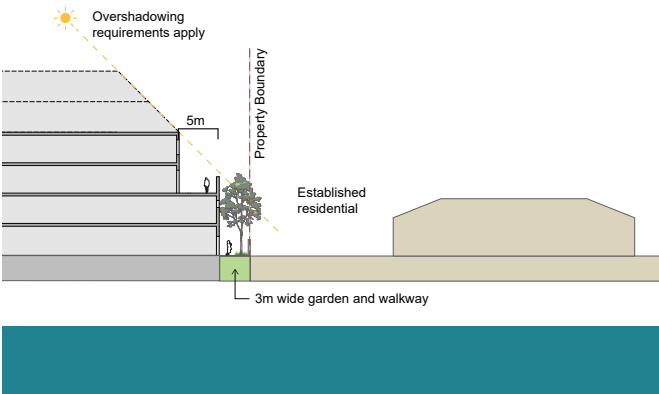 Overshadowing
requirements apply
5m
Property Boundary
Established
residential
3m wide garden and walkway